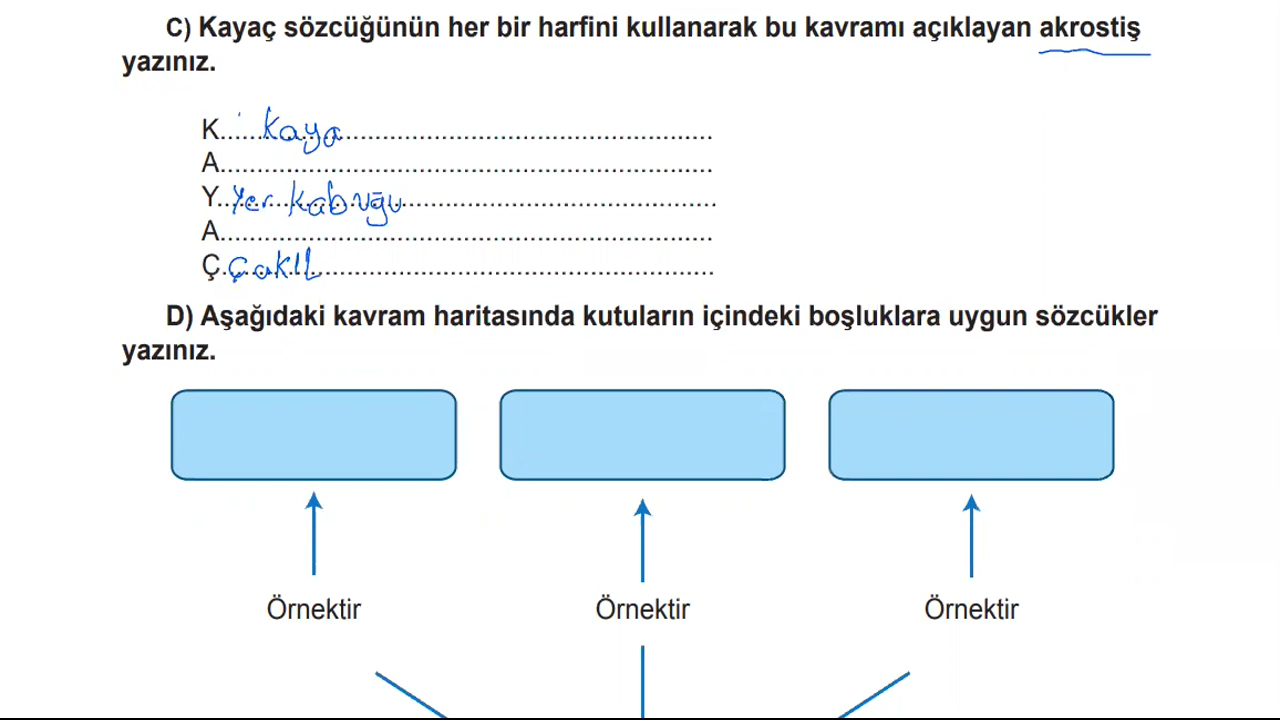 C) Kayaç sözcüğünün her bir harfini kullanarak bu kavramı açıklayan akrostiş
yazınız.
K.......................................................... Kaya
A..........................................................
Y.......................................................... Yer Kabuğu
A..........................................................
Ç.......................................................... Çakıl
D) Aşağıdaki kavram haritasında kutuların içindeki boşluklara uygun sözcükler
yazınız.
Örnektir Örnektir Örnektir